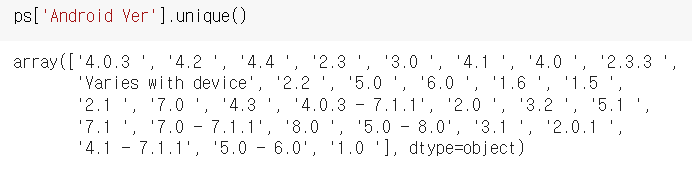 ps['Android Ver'].unique()
array(['4.0.3 ', '4.2 ', '4.4 ', '2.3 ', '3.0 ', '4.1 ', '4.0 ', '2.3.3 ',
'Varies with device', '2.2 ', '5.0 ', '6.0 ', '1.6 ', '1.5 ',
'2.1 ', '7.0 ', '4.3 ', '4.0.3 - 7.1.1', '2.0 ', '3.2 ', '5.1 ',
'7.1 ', '7.0 - 7.1.1', '8.0 ', '5.0 - 8.0', '3.1 ', '2.0.1 ',
'4.1 - 7.1.1', '5.0 - 6.0', '1.0 '], dtype=object)